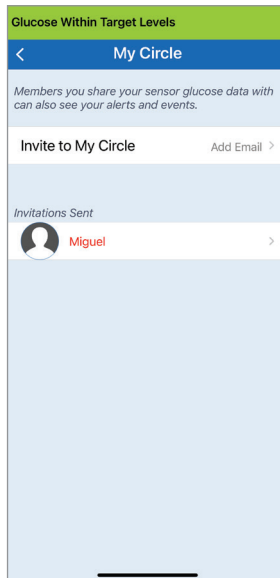 Glucose Within Target Levels
My Circle
Members you share your sensor glucose data with
can also see your alerts and events.
Invite to My Circle Add Email
Invitations Sent
Miguel